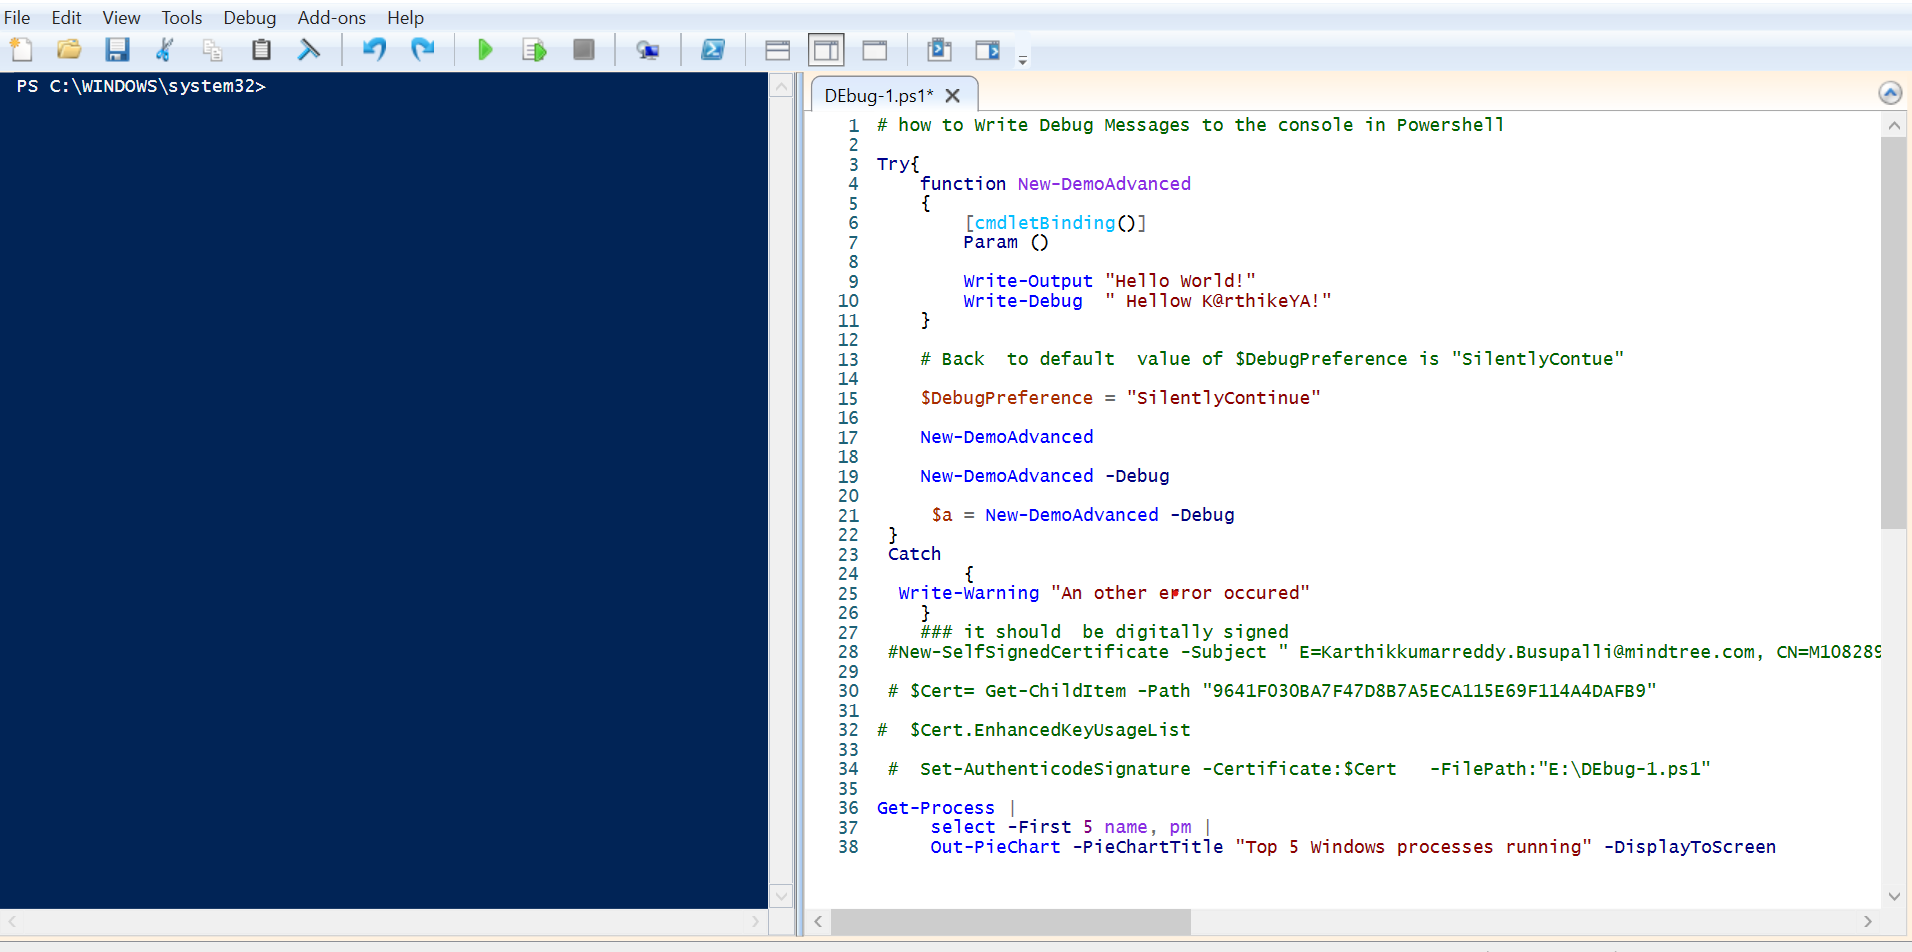 File Edit View Tools Debug Add-ons Help
PS C:\WINDOWS\system32>
DEbug-1.ps1*
1 # how to Write Debug Messages to the console in Powershell
2
3 Try{
4 function New-DemoAdvanced
5 {
6 [cmdletBinding()]
7 Param ()
8
9 Write-Output "Hello World!"
10 Write-Debug " Hellow K@rthikeYA!"
11 }
12
13 # Back to default value of $DebugPreference is "SilentlyContue"
14
15 $DebugPreference = "SilentlyContinue"
16
17 New-DemoAdvanced
18
19 New-DemoAdvanced -Debug
20
21 $a = New-DemoAdvanced -Debug
22 }
23 Catch
24 {
25 Write-Warning "An other error occured"
26 }
27 ### it should be digitally signed
28 #New-SelfSignedCertificate -Subject " E=Karthikkumarreddy.Busupalli@mindtree.com, CN=M108289
29
30 # $Cert= Get-ChildItem -Path "9641F030BA7F47D8B7A5ECA115E69F114A4DAFB9"
31
32 # $Cert.EnhancedKeyUsageList
33
34 # Set-AuthenticodeSignature -Certificate:$Cert -FilePath:"E:\DEbug-1.ps1"
35
36 Get-Process |
37 select -First 5 name, pm |
38 Out-PieChart -PieChartTitle "Top 5 Windows processes running" -DisplayToScreen